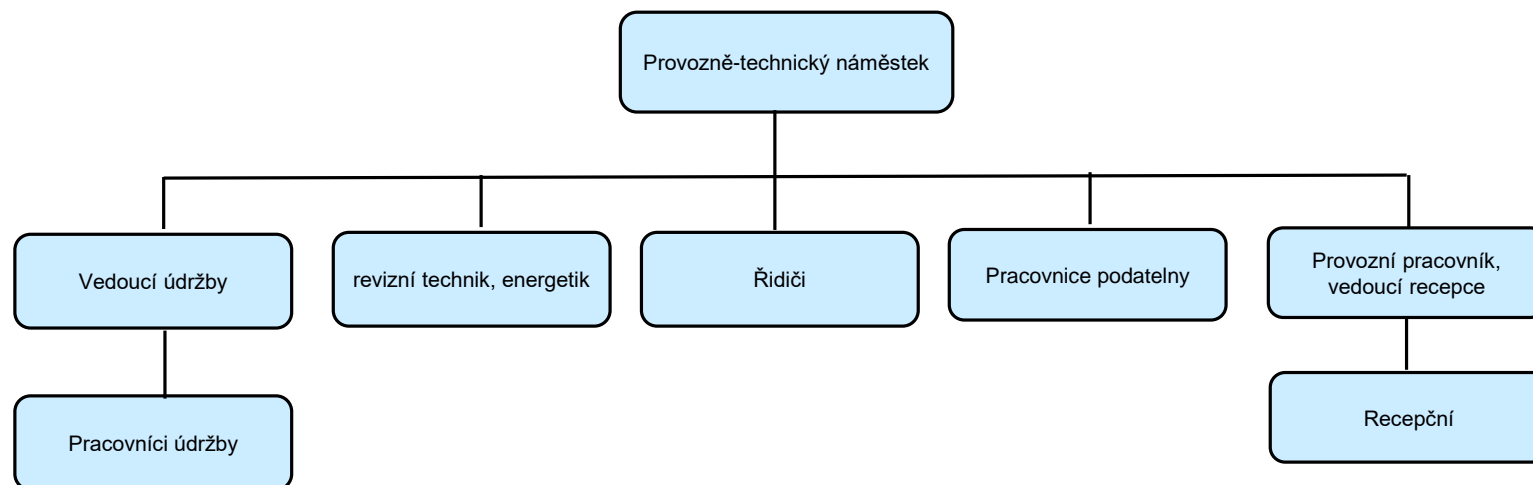 Provozně-technický náměstek
Vedoucí údržby
revizní technik, energetik
Řidiči
Pracovnice podatelny
Provozní pracovník,
vedoucí recepce
Pracovníci údržby
Recepční